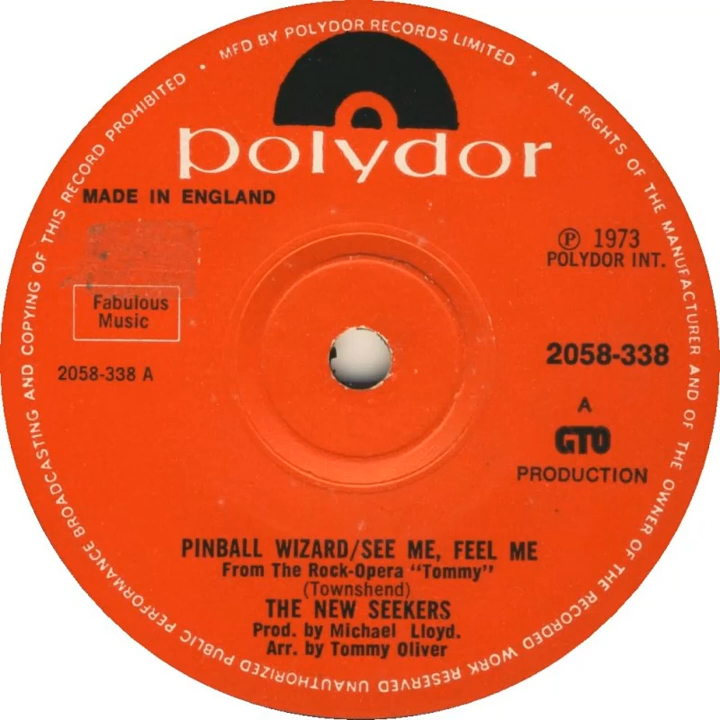 MFD BY POLYDOR RECORDS LIMITED • ALL RIGHTS OF THE MANUFACTURER AND OF THE OWNER OF THE RECORDED WORK RESERVED UNAUTHORIZED PUBLIC PERFORMANCE BROADCASTING AND COPYING OF THIS RECORD PROHIBITED •
polydor
MADE IN ENGLAND
℗ 1973
POLYDOR INT.
Fabulous
Music
2058-338 A
2058-338
A
GTO
PRODUCTION
PINBALL WIZARD/SEE ME, FEEL ME
From The Rock-Opera "Tommy"
(Townshend)
THE NEW SEEKERS
Prod. by Michael Lloyd.
Arr. by Tommy Oliver